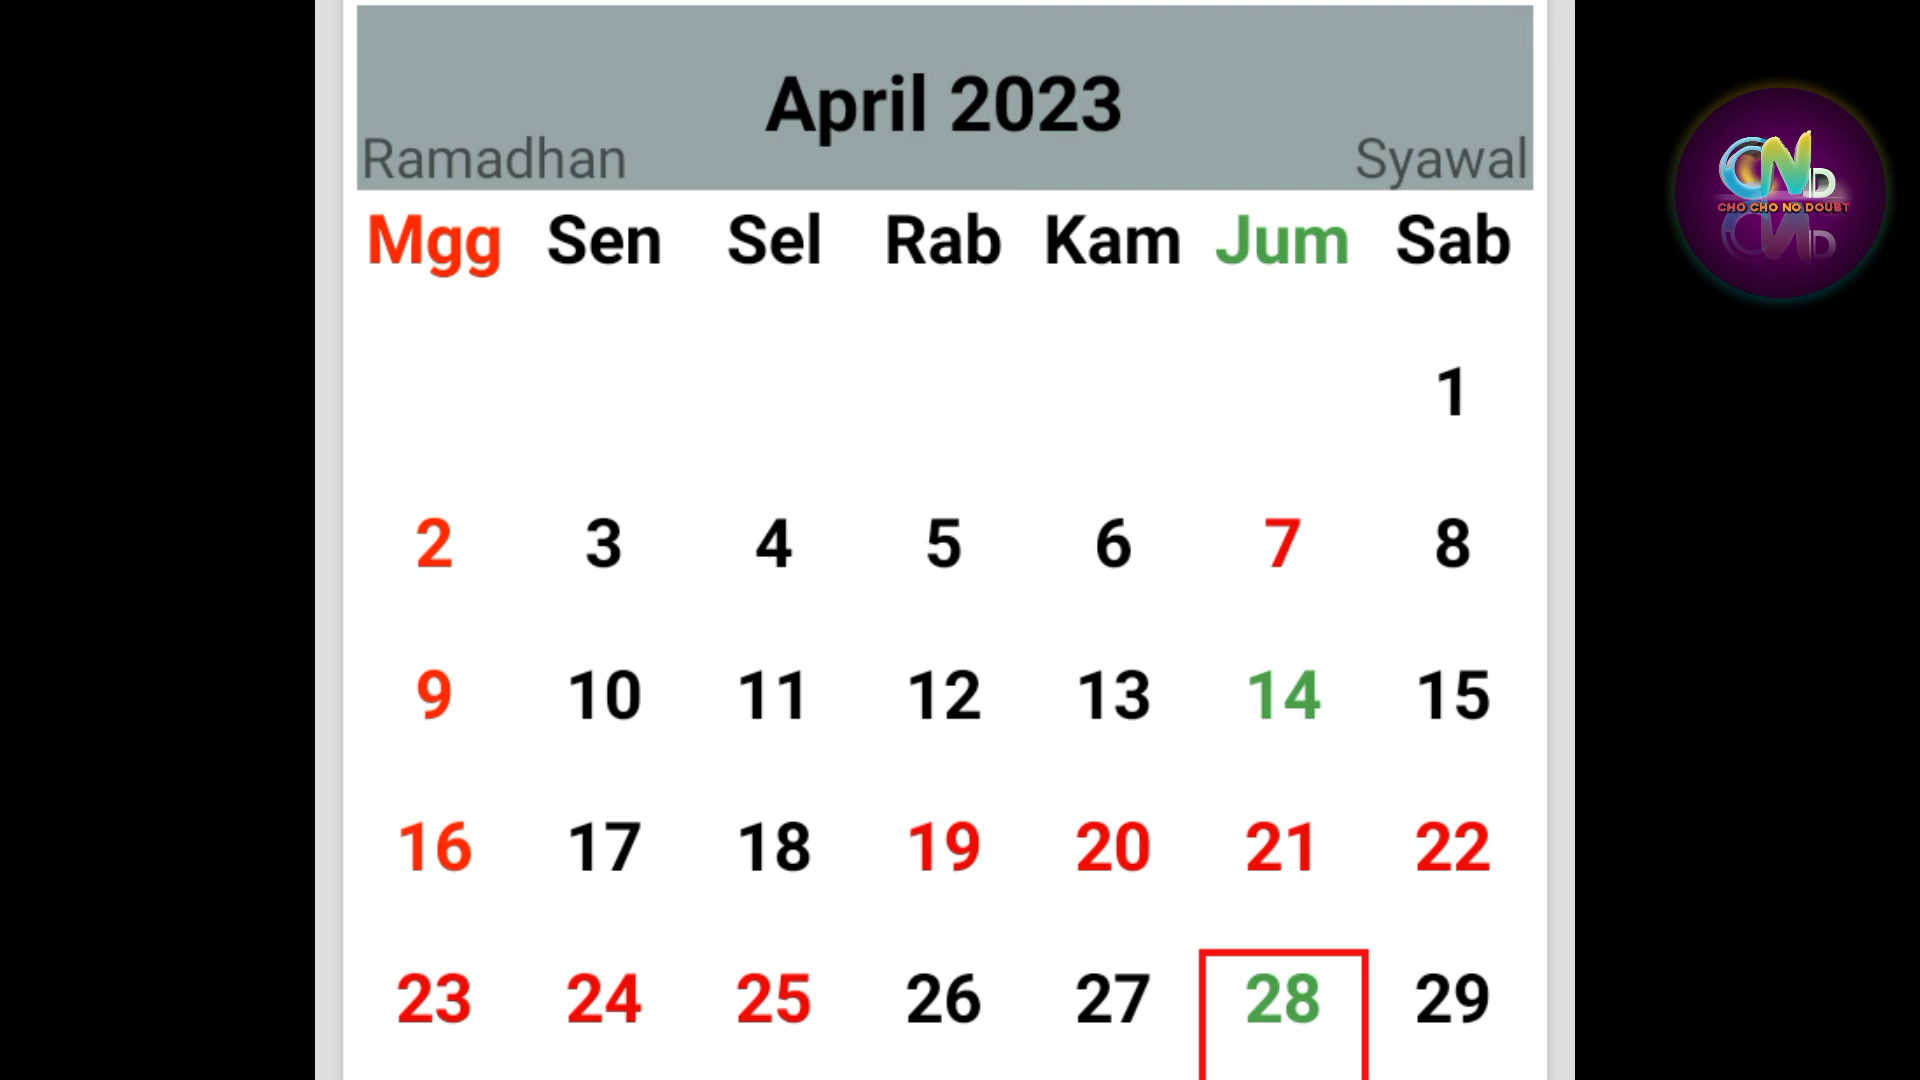 April 2023
Ramadhan Syawal
Mgg Sen Sel Rab Kam Jum Sab
1
2 3 4 5 6 7 8
9 10 11 12 13 14 15
16 17 18 19 20 21 22
23 24 25 26 27 28 29
CND
CHO CHO NO DOUBT